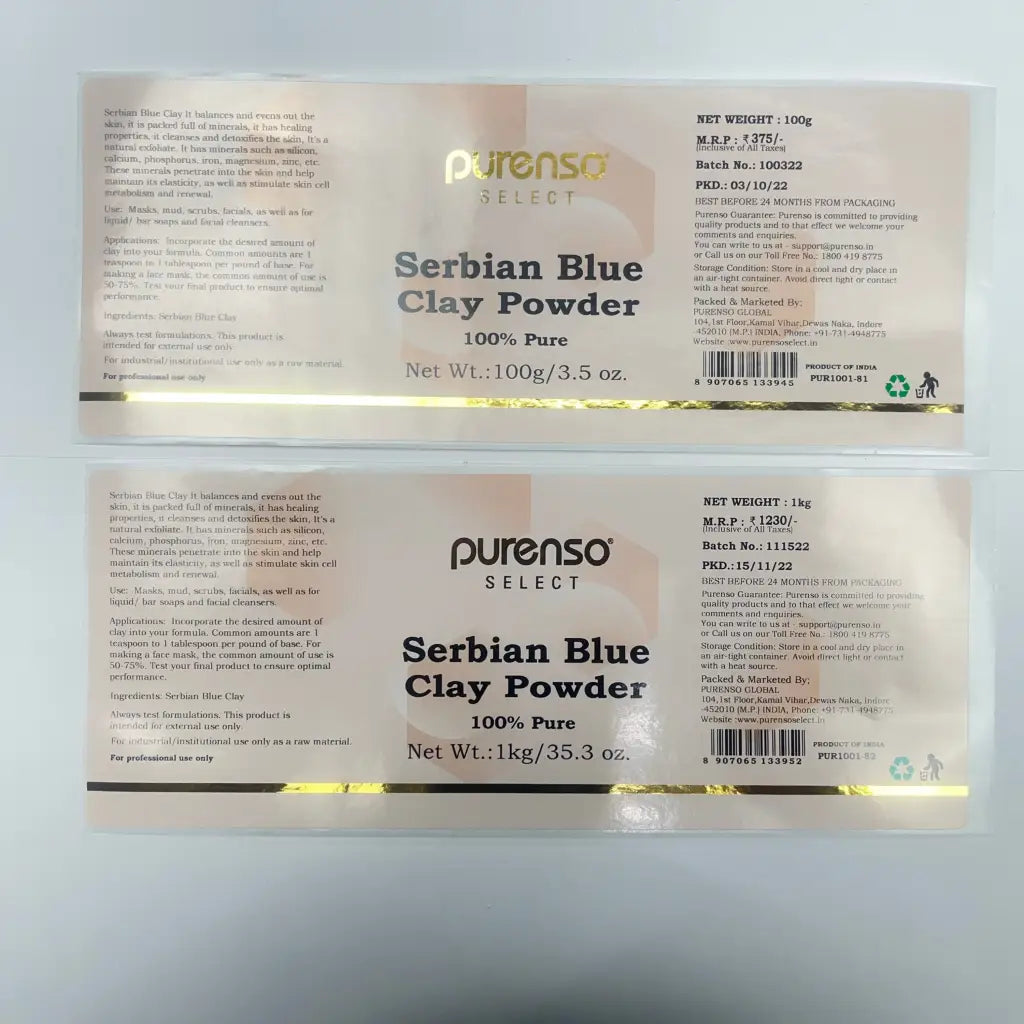 Serbian Blue Clay It balances and evens out the
skin, it is packed full of minerals, it has healing
properties, it cleanses and detoxifies the skin, It's a
natural exfoliate. It has minerals such as silicon,
calcium, phosphorus, iron, magnesium, zinc, etc.
These minerals penetrate into the skin and help
maintain its elasticity, as well as stimulate skin cell
metabolism and renewal.
Use: Masks, mud, scrubs, facials, as well as for
liquid/ bar soaps and facial cleansers.
Applications: Incorporate the desired amount of
clay into your formula. Common amounts are 1
teaspoon to 1 tablespoon per pound of base. For
making a face mask, the common amount of use is
50-75%. Test your final product to ensure optimal
performance.
Ingredients: Serbian Blue Clay
Always test formulations. This product is
intended for external use only
For industrial/institutional use only as a raw material.
For professional use only
purenso®
SELECT
Serbian Blue
Clay Powder
100% Pure
Net Wt.:100g/3.5 oz.
NET WEIGHT : 100g
M.R.P : ₹ 375/-
(Inclusive of All Taxes)
Batch No.: 100322
PKD.: 03/10/22
BEST BEFORE 24 MONTHS FROM PACKAGING
Purenso Guarantee: Purenso is committed to providing
quality products and to that effect we welcome your
comments and enquiries.
You can write to us at - support@purenso.in
or Call us on our Toll Free No.: 1800 419 8775
Storage Condition: Store in a cool and dry place in
an air-tight container. Avoid direct light or contact
with a heat source.
Packed & Marketed By:
PURENSO GLOBAL
104,1st Floor,Kamal Vihar,Dewas Naka, Indore
-452010 (M.P.) INDIA, Phone: +91-731-4948775
Website :www.purensoselect.in
8 907065 133945
PRODUCT OF INDIA
PUR1001-81
Serbian Blue Clay It balances and evens out the
skin, it is packed full of minerals, it has healing
properties, it cleanses and detoxifies the skin, It's a
natural exfoliate. It has minerals such as silicon,
calcium, phosphorus, iron, magnesium, zinc, etc.
These minerals penetrate into the skin and help
maintain its elasticity, as well as stimulate skin cell
metabolism and renewal.
Use: Masks, mud, scrubs, facials, as well as for
liquid/ bar soaps and facial cleansers.
Applications: Incorporate the desired amount of
clay into your formula. Common amounts are 1
teaspoon to 1 tablespoon per pound of base. For
making a face mask, the common amount of use is
50-75%. Test your final product to ensure optimal
performance.
Ingredients: Serbian Blue Clay
Always test formulations. This product is
intended for external use only.
For industrial/institutional use only as a raw material.
For professional use only
purenso®
SELECT
Serbian Blue
Clay Powder
100% Pure
Net Wt.:1kg/35.3 oz.
NET WEIGHT : 1kg
M.R.P : ₹ 1230/-
(Inclusive of All Taxes)
Batch No.: 111522
PKD.:15/11/22
BEST BEFORE 24 MONTHS FROM PACKAGING
Purenso Guarantee: Purenso is committed to providing
quality products and to that effect we welcome your
comments and enquiries.
You can write to us at - support@purenso.in
or Call us on our Toll Free No.: 1800 419 8775
Storage Condition: Store in a cool and dry place in
an air-tight container. Avoid direct light or contact
with a heat source.
Packed & Marketed By:
PURENSO GLOBAL
104,1st Floor,Kamal Vihar,Dewas Naka, Indore
-452010 (M.P.) INDIA, Phone: +91-731-4948775
Website :www.purensoselect.in
8 907065 133952
PRODUCT OF INDIA
PUR1001-82